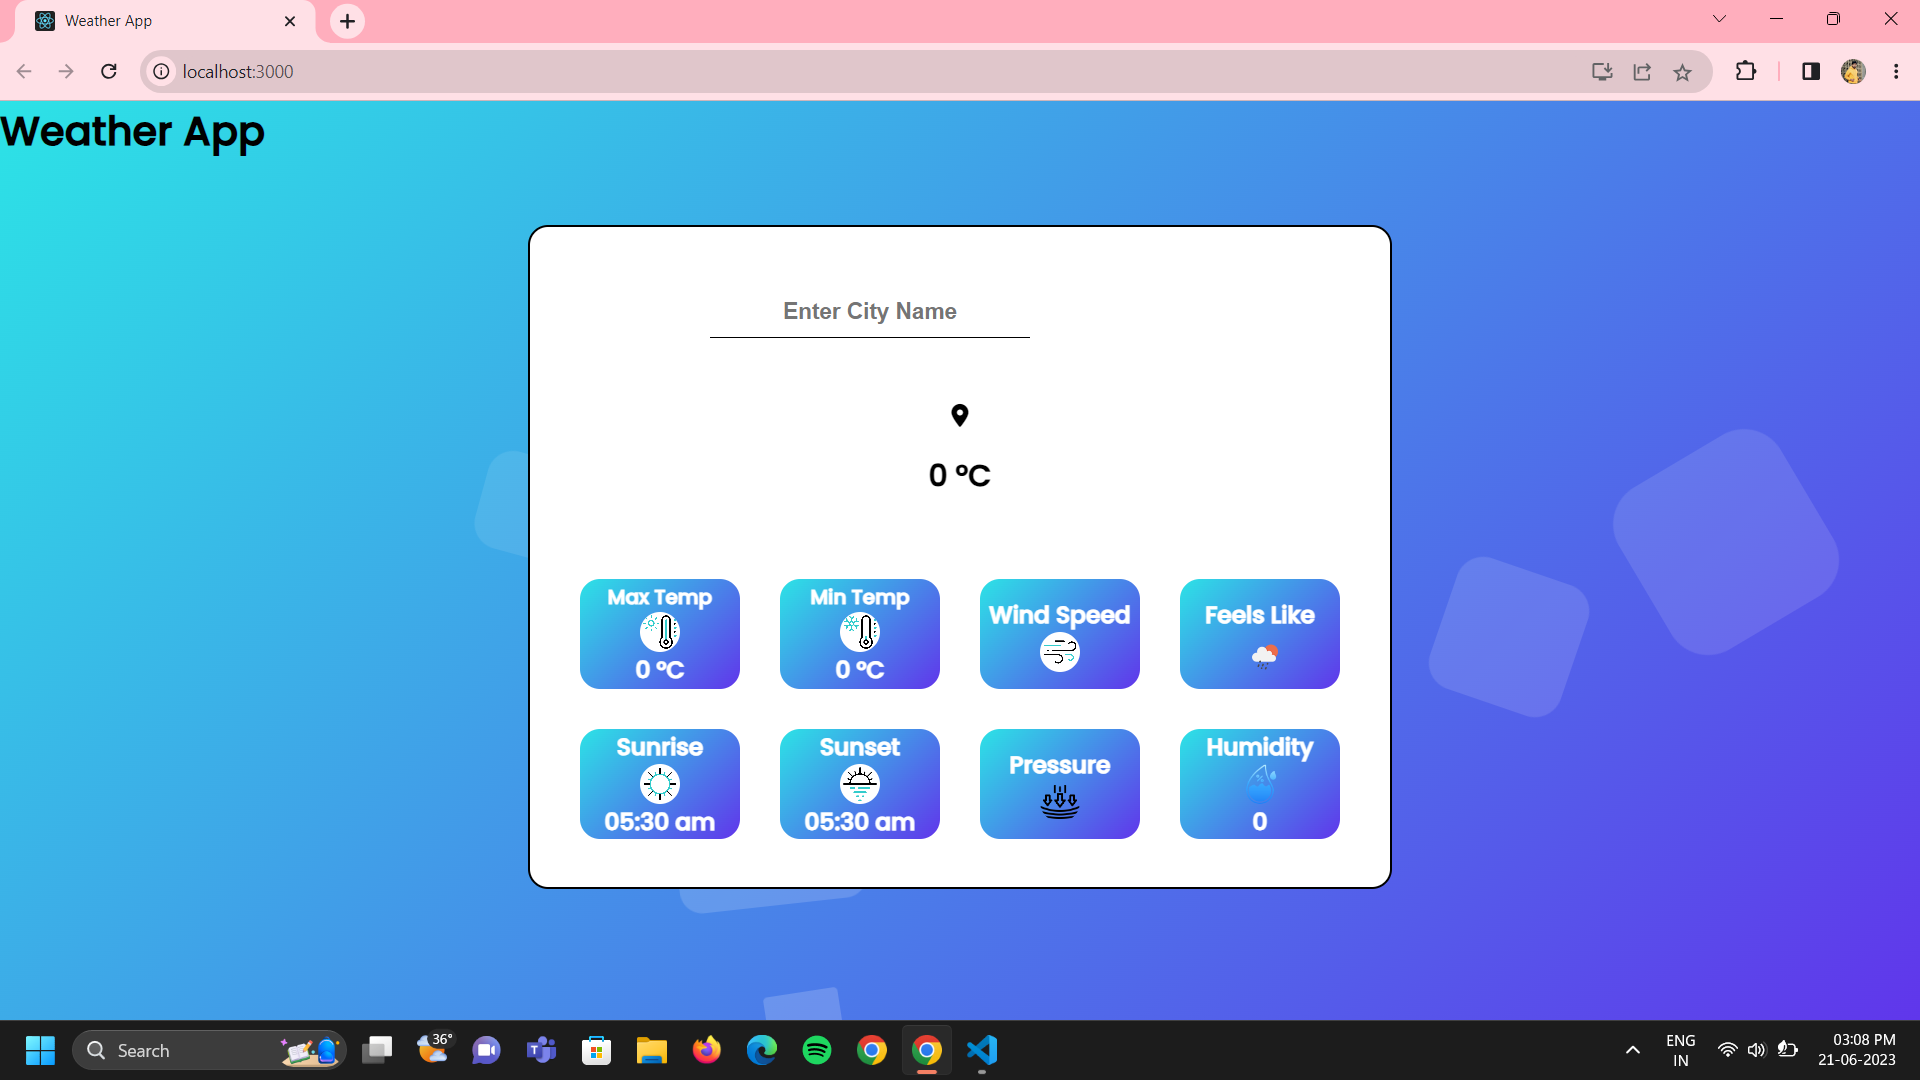 Weather App
localhost:3000
Weather App
Enter City Name
0 °C
Max Temp
0 °C
Min Temp
0 °C
Wind Speed
Feels Like
Sunrise
05:30 am
Sunset
05:30 am
Pressure
Humidity
%
0
Search
36°
T
ENG
IN
03:08 PM
21-06-2023